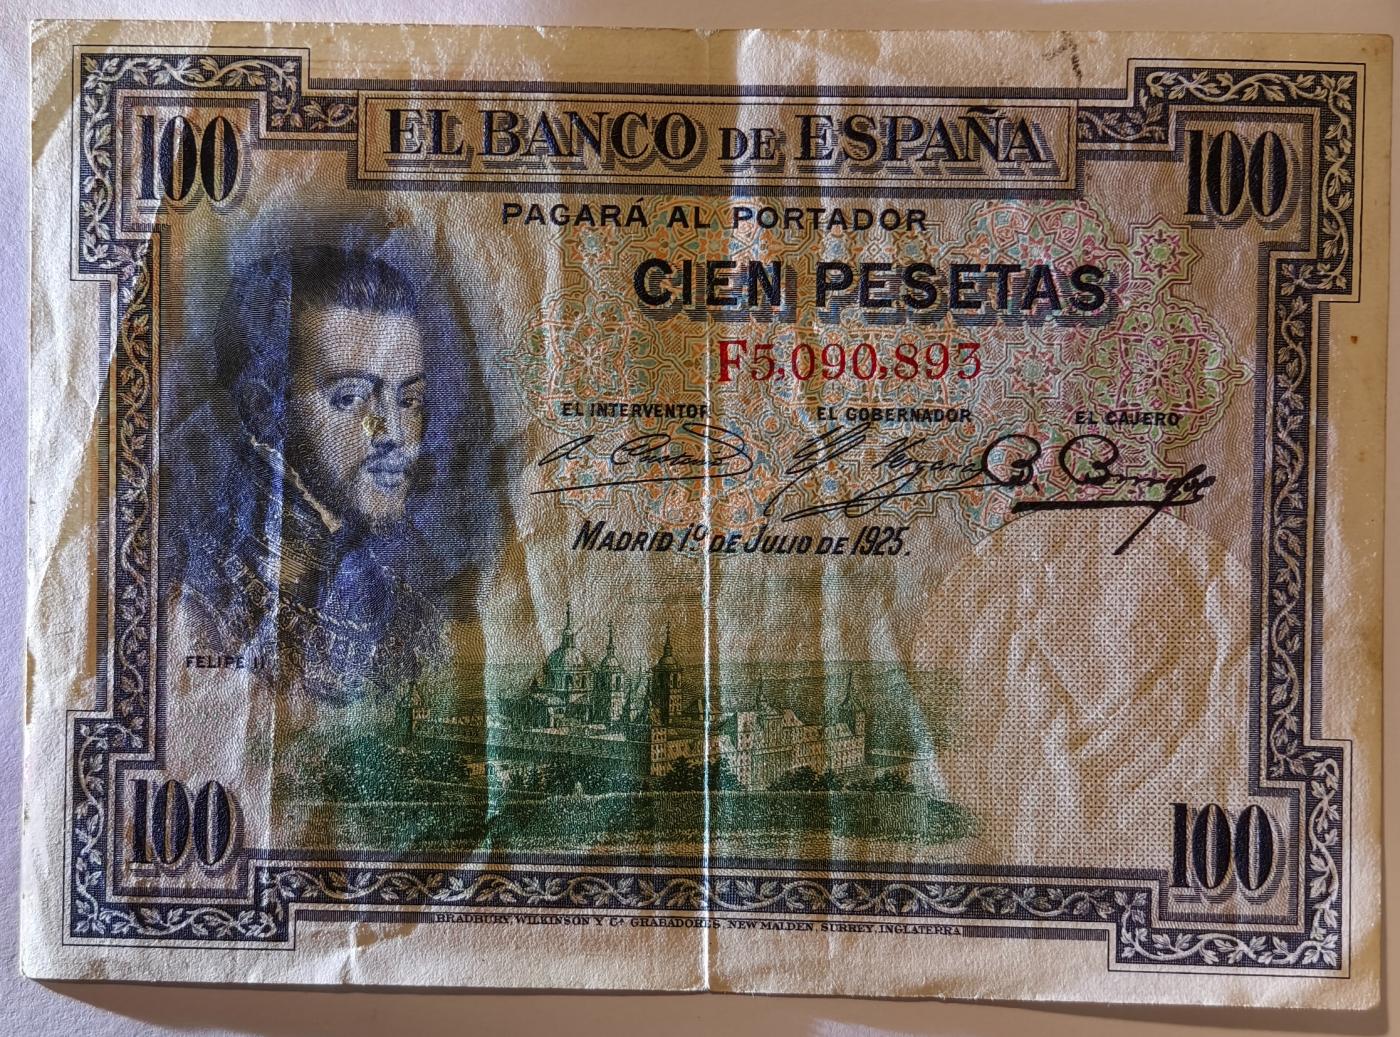 100 EL BANCO DE ESPAÑA 100
PAGARÁ AL PORTADOR
CIEN PESETAS
F5,090,893
EL INTERVENTOR EL GOBERNADOR EL CAJERO
MADRID 1º DE JULIO DE 1925.
FELIPE II
100 100
BRADBURY, WILKINSON Y Cª GRABADORES, NEW MALDEN, SURREY, INGLATERRA